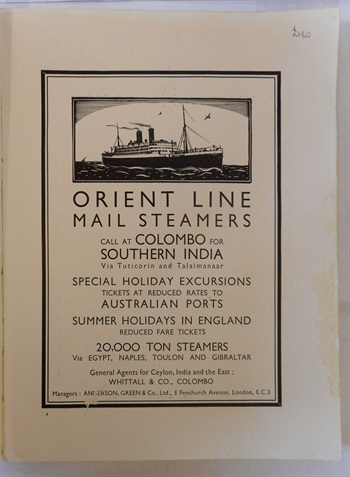 £480
ORIENT LINE
MAIL STEAMERS
CALL AT COLOMBO FOR
SOUTHERN INDIA
Via Tuticorin and Talaimanaar
SPECIAL HOLIDAY EXCURSIONS
TICKETS AT REDUCED RATES TO
AUSTRALIAN PORTS
SUMMER HOLIDAYS IN ENGLAND
REDUCED FARE TICKETS
20,000 TON STEAMERS
Via EGYPT, NAPLES, TOULON and GIBRALTAR
General Agents for Ceylon, India and the East :
WHITTALL & CO., COLOMBO
Managers : GREEN & Co., Ltd., 5 Fenchurch Avenue, London, E.C.3